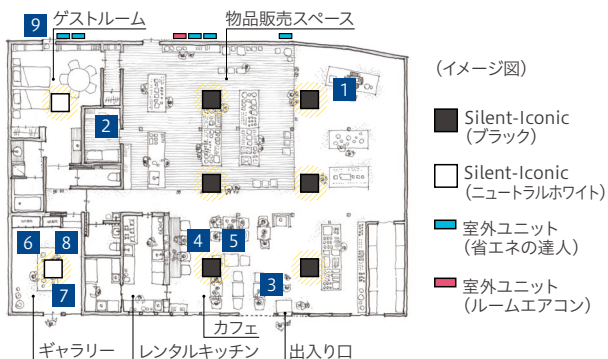 9
ゲストルーム
物品販売スペース
1
2
6
8
7
4
5
3
カフェ
ギャラリー
レンタルキッチン
出入り口
(イメージ図)
Silent-Iconic
(ブラック)
Silent-Iconic
(ニュートラルホワイト)
室外ユニット
(省エネの達人)
室外ユニット
(ルームエアコン)